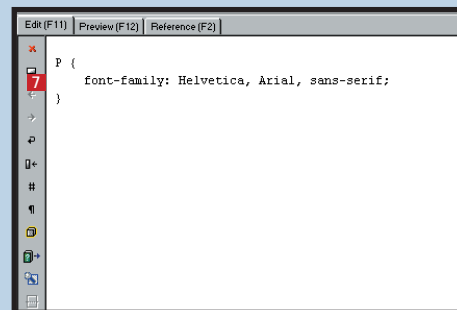 Edit (F11) Preview (F12) Reference (F2)
7
P {
font-family: Helvetica, Arial, sans-serif;
}
#
¶